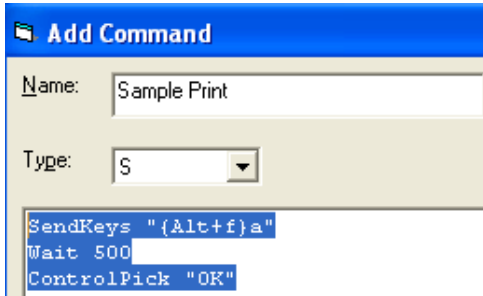 Add Command
Name:
Sample Print
Type:
S
SendKeys "{Alt+f}a"
Wait 500
ControlPick "OK"